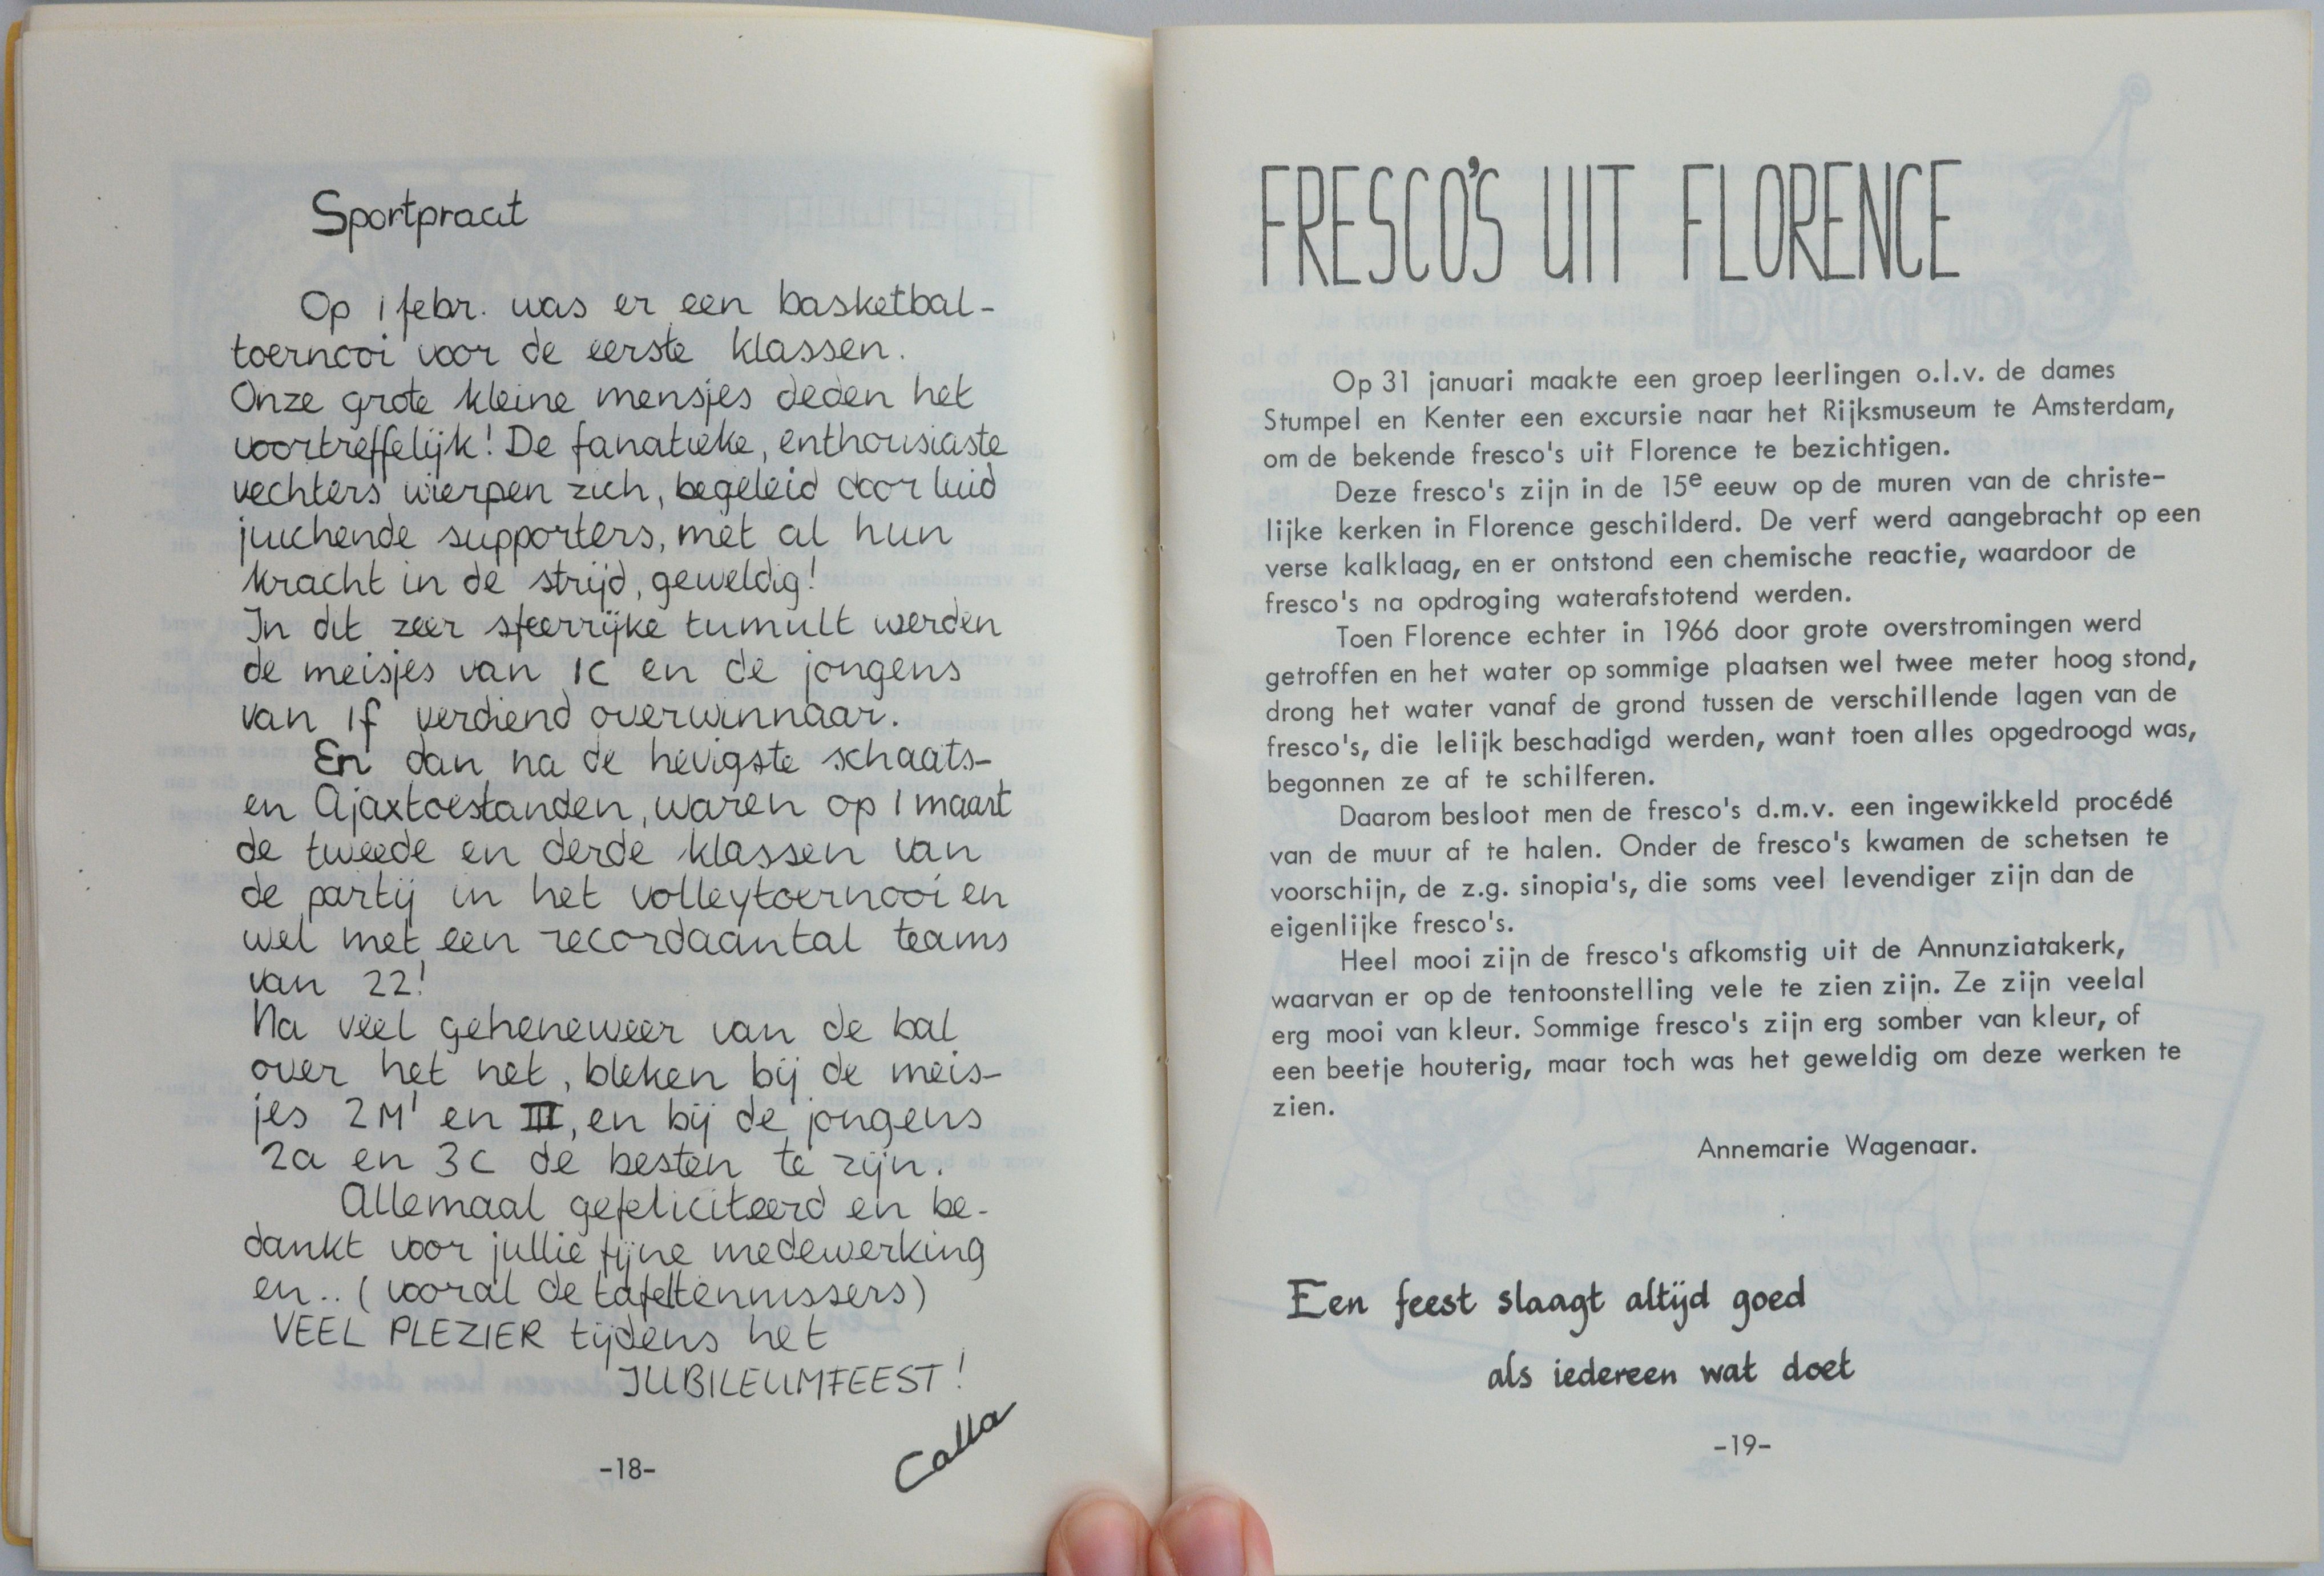 Sportpraat
Op 1 febr. was er een basketbal-
toernooi voor de eerste klassen.
Onze grote kleine mensjes deden het
voortreffelijk! De fanatieke, enthousiaste
vechters wierpen zich, begeleid door luid
juichende supporters, met al hun
kracht in de strijd, geweldig!
In dit zeer sfeerrijke tumult werden
de meisjes van 1C en de jongens
van 1f verdiend overwinnaar.
En dan na de hevigste schaats-
en Ajaxtoestanden, waren op 1 maart
de tweede en derde klassen van
de partij in het volleytoernooi en
wel met een recordaantal teams
van 22!
Na veel geheneweer van de bal
over het net, bleken bij de meis-
jes 2M' en III, en bij de jongens
2a en 3c de besten te zijn.
Allemaal gefeliciteerd en be-
dankt voor jullie fijne medewerking
en.. (vooral de tafeltennissers)
VEEL PLEZIER tijdens het
JUBILEUMFEEST!
Calla
-18-
FRESCO'S UIT FLORENCE
Op 31 januari maakte een groep leerlingen o.l.v. de dames
Stumpel en Kenter een excursie naar het Rijksmuseum te Amsterdam,
om de bekende fresco's uit Florence te bezichtigen.
Deze fresco's zijn in de 15e eeuw op de muren van de christe-
lijke kerken in Florence geschilderd. De verf werd aangebracht op een
verse kalklaag, en er ontstond een chemische reactie, waardoor de
fresco's na opdroging waterafstotend werden.
Toen Florence echter in 1966 door grote overstromingen werd
getroffen en het water op sommige plaatsen wel twee meter hoog stond,
drong het water vanaf de grond tussen de verschillende lagen van de
fresco's, die lelijk beschadigd werden, want toen alles opgedroogd was,
begonnen ze af te schilferen.
Daarom besloot men de fresco's d.m.v. een ingewikkeld procédé
van de muur af te halen. Onder de fresco's kwamen de schetsen te
voorschijn, de z.g. sinopia's, die soms veel levendiger zijn dan de
eigenlijke fresco's.
Heel mooi zijn de fresco's afkomstig uit de Annunziatakerk,
waarvan er op de tentoonstelling vele te zien zijn. Ze zijn veelal
erg mooi van kleur. Sommige fresco's zijn erg somber van kleur, of
een beetje houterig, maar toch was het geweldig om deze werken te
zien.
Annemarie Wagenaar.
Een feest slaagt altijd goed
als iedereen wat doet
-19-